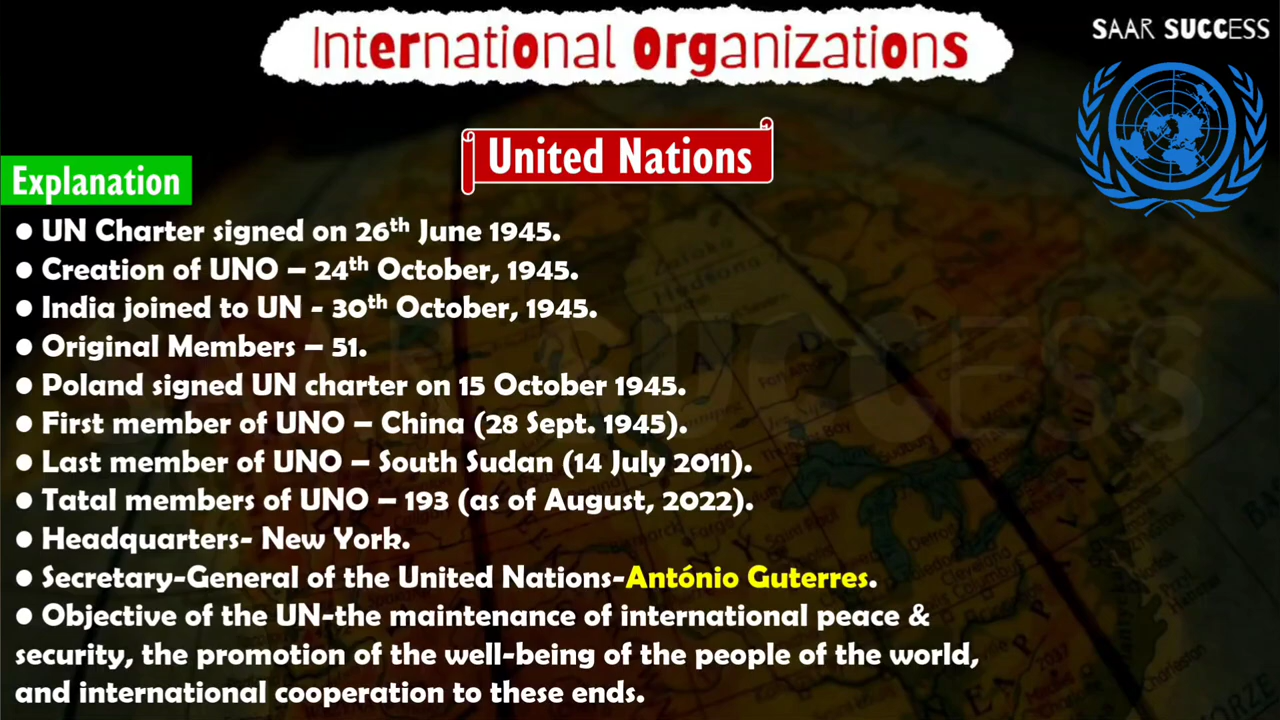 International Organizations
SAAR SUCCESS
United Nations
Explanation
● UN Charter signed on 26th June 1945.
● Creation of UNO – 24th October, 1945.
● India joined to UN - 30th October, 1945.
● Original Members – 51.
● Poland signed UN charter on 15 October 1945.
● First member of UNO – China (28 Sept. 1945).
● Last member of UNO – South Sudan (14 July 2011).
● Tatal members of UNO – 193 (as of August, 2022).
● Headquarters- New York.
● Secretary-General of the United Nations-António Guterres.
● Objective of the UN-the maintenance of international peace &
security, the promotion of the well-being of the people of the world,
and international cooperation to these ends.